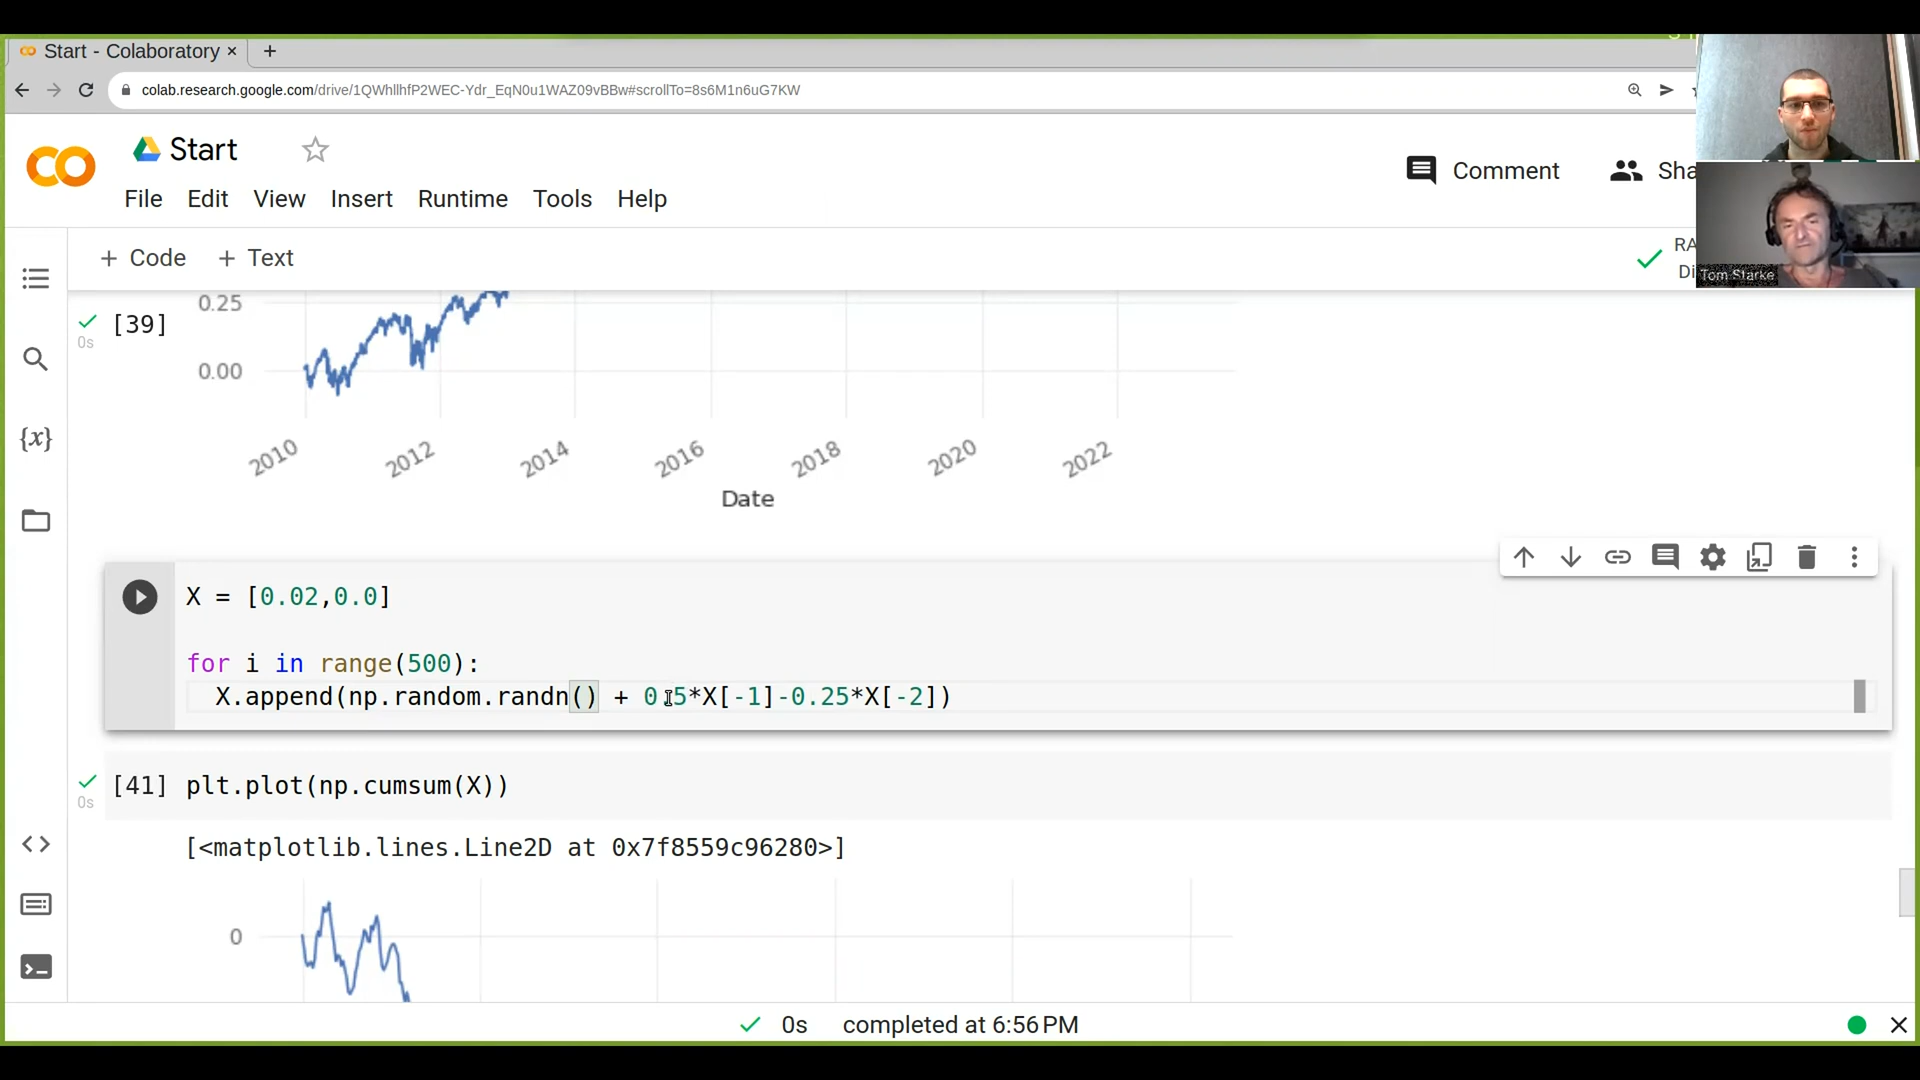 Start - Colaboratory × +
colab.research.google.com/drive/1QWhllhfP2WEC-Ydr_EqN0u1WAZ09vBBw#scrollTo=8s6M1n6uG7KW
Start
File Edit View Insert Runtime Tools Help
Comment
Sha
+ Code + Text
RA
Di
Tom Starke
[39]
0s
0.25
0.00
2010 2012 2014 2016 2018 2020 2022
Date
{x}
X = [0.02,0.0]
for i in range(500):
X.append(np.random.randn() + 0.5*X[-1]-0.25*X[-2])
[41] plt.plot(np.cumsum(X))
0s
[<matplotlib.lines.Line2D at 0x7f8559c96280>]
0
0s completed at 6:56 PM